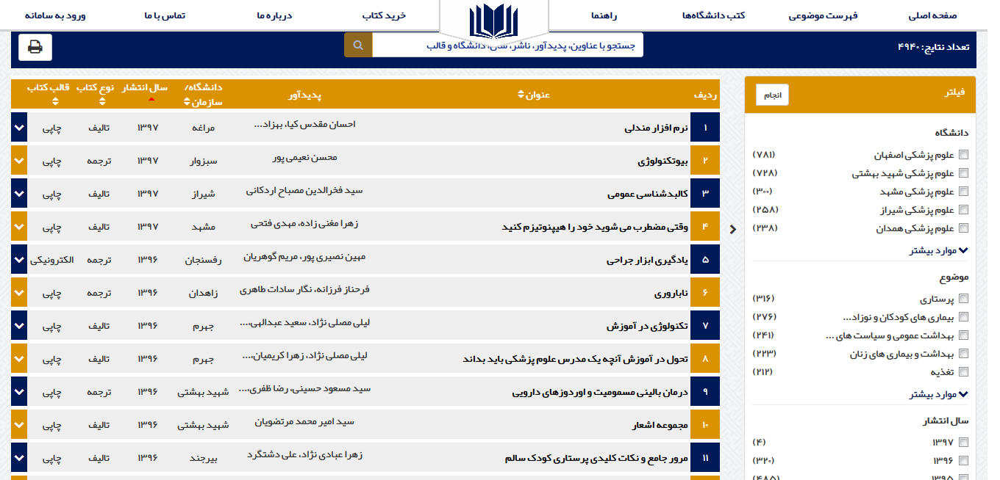 صفحه اصلی
فهرست موضوعی
کتب دانشگاه‌ها
راهنما
خرید کتاب
درباره ما
تماس با ما
ورود به سامانه
تعداد نتایج: ۴۹۴۰
جستجو با عناوین، پدیدآور، ناشر، سال، دانشگاه و قالب
فیلتر
انجام
دانشگاه
علوم پزشکی اصفهان (۷۸۱)
علوم پزشکی شهید بهشتی (۷۲۸)
علوم پزشکی مشهد (۳۰۰)
علوم پزشکی شیراز (۲۵۸)
علوم پزشکی همدان (۲۳۸)
موارد بیشتر
موضوع
پرستاری (۳۱۶)
بیماری های کودکان و نوزاد... (۲۷۶)
بهداشت عمومی و سیاست های ... (۲۴۱)
بهداشت و بیماری های زنان (۲۲۳)
تغذیه (۲۱۲)
موارد بیشتر
سال انتشار
۱۳۹۷ (۴)
۱۳۹۶ (۳۲۰)
۱۳۹۵ (۴۸۵)
ردیف عنوان پدیدآور دانشگاه/ سازمان سال انتشار نوع کتاب قالب کتاب
۱ نرم افزار مندلی احسان مقدس کیا، بهزاد... مراغه ۱۳۹۷ تالیف چاپی
۲ بیوتکنولوژی محسن نعیمی پور سبزوار ۱۳۹۷ ترجمه چاپی
۳ کالبدشناسی عمومی سید فخرالدین مصباح اردکانی شیراز ۱۳۹۷ تالیف چاپی
۴ وقتی مضطرب می شوید خود را هیپنوتیزم کنید زهرا مغنی زاده، مهدی فتحی مشهد ۱۳۹۷ تالیف چاپی
۵ یادگیری ابزار جراحی مهین نصیری پور، مریم گوهریان رفسنجان ۱۳۹۶ ترجمه الکترونیکی
۶ ناباروری فرحناز فرزانه، نگار سادات طاهری زاهدان ۱۳۹۶ ترجمه چاپی
۷ تکنولوژی در آموزش لیلی مصلی نژاد، سعید عبدالهی،... جهرم ۱۳۹۶ تالیف چاپی
۸ تحول در آموزش آنچه یک مدرس علوم پزشکی باید بداند لیلی مصلی نژاد، زهرا کریمیان،... جهرم ۱۳۹۶ تالیف چاپی
۹ درمان بالینی مسمومیت و اوردوزهای دارویی سید مسعود حسینی، رضا ظفری،... شهید بهشتی ۱۳۹۶ ترجمه چاپی
۱۰ مجموعه اشعار سید امیر محمد مرتضویان شهید بهشتی ۱۳۹۶ تالیف چاپی
۱۱ مرور جامع و نکات کلیدی پرستاری کودک سالم زهرا عبادی نژاد، علی دشتگرد بیرجند ۱۳۹۶ تالیف چاپی